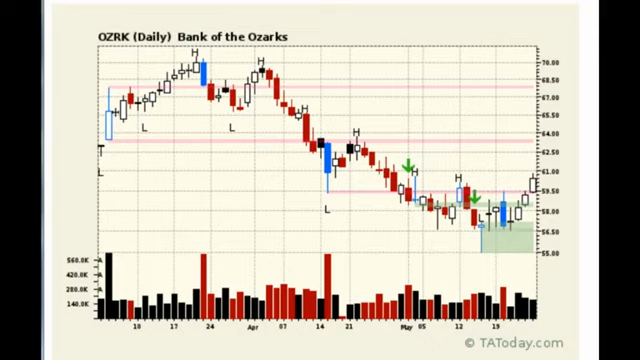 OZRK (Daily) Bank of the Ozarks
H
H
H
H
H
H
L
L
L
L
L
70.00
68.50
67.00
65.50
64.00
62.50
61.00
59.50
58.00
56.50
55.00
560.0K
420.0K
280.0K
140.0K
10 17 24 Apr 07 14 21 May 05 12 19
© TAToday.com